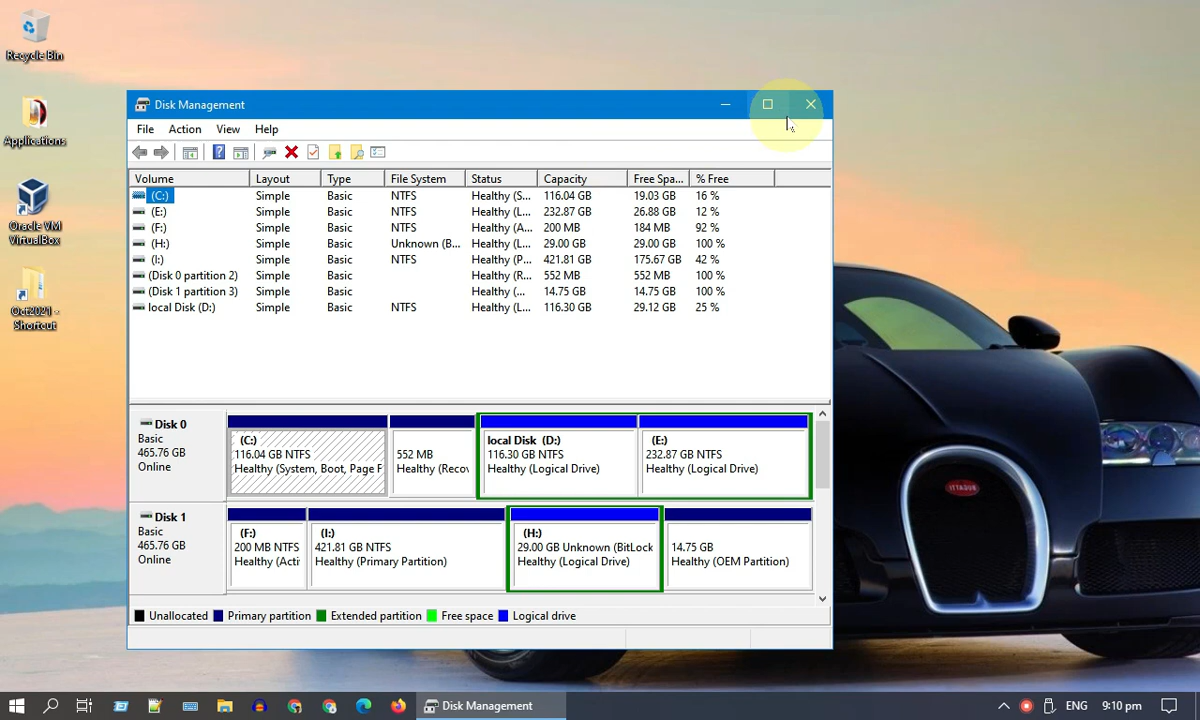 Recycle Bin
Applications
Oracle VM
VirtualBox
Oct2021 -
Shortcut
Disk Management
File Action View Help
Volume Layout Type File System Status Capacity Free Spa... % Free
(C:) Simple Basic NTFS Healthy (S... 116.04 GB 19.03 GB 16 %
(E:) Simple Basic NTFS Healthy (L... 232.87 GB 26.88 GB 12 %
(F:) Simple Basic NTFS Healthy (A... 200 MB 184 MB 92 %
(H:) Simple Basic Unknown (B... Healthy (L... 29.00 GB 29.00 GB 100 %
(I:) Simple Basic NTFS Healthy (P... 421.81 GB 175.67 GB 42 %
(Disk 0 partition 2) Simple Basic Healthy (R... 552 MB 552 MB 100 %
(Disk 1 partition 3) Simple Basic Healthy (... 14.75 GB 14.75 GB 100 %
local Disk (D:) Simple Basic NTFS Healthy (L... 116.30 GB 29.12 GB 25 %
Disk 0
Basic
465.76 GB
Online
(C:)
116.04 GB NTFS
Healthy (System, Boot, Page F
552 MB
Healthy (Recov
local Disk (D:)
116.30 GB NTFS
Healthy (Logical Drive)
(E:)
232.87 GB NTFS
Healthy (Logical Drive)
Disk 1
Basic
465.76 GB
Online
(F:)
200 MB NTFS
Healthy (Acti
(I:)
421.81 GB NTFS
Healthy (Primary Partition)
(H:)
29.00 GB Unknown (BitLock
Healthy (Logical Drive)
14.75 GB
Healthy (OEM Partition)
Unallocated Primary partition Extended partition Free space Logical drive
BUGATTI
Disk Management
ENG 9:10 pm